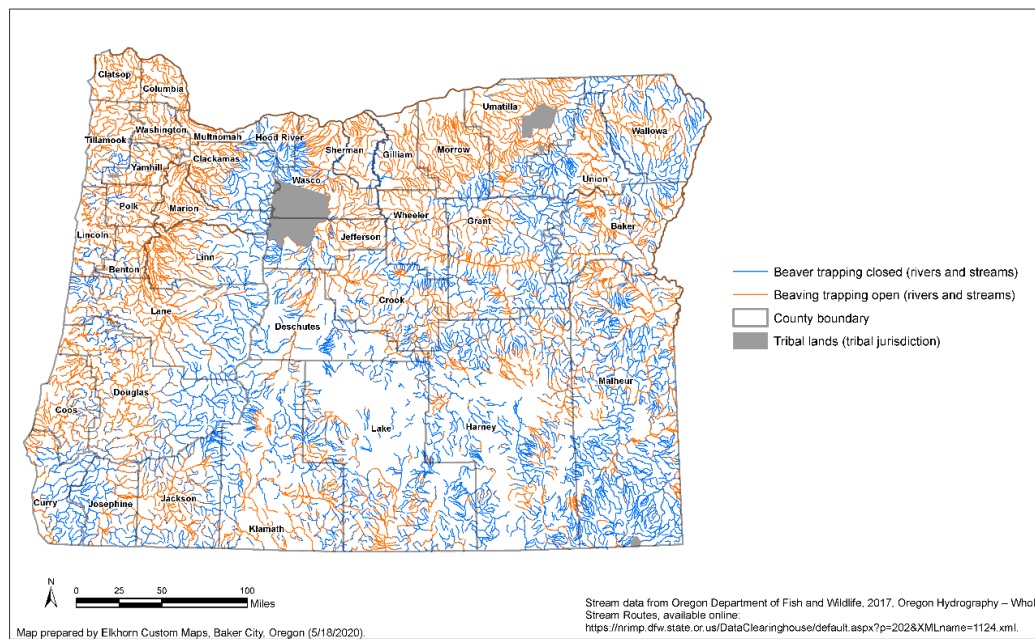 Clatsop
Columbia
Tillamook
Washington
Multnomah
Hood River
Umatilla
Wallowa
Yamhill
Clackamas
Sherman
Gilliam
Morrow
Wasco
Union
Polk
Marion
Wheeler
Grant
Baker
Lincoln
Jefferson
Benton
Linn
Crook
Lane
Deschutes
Malheur
Douglas
Coos
Lake
Harney
Curry
Josephine
Jackson
Klamath
Beaver trapping closed (rivers and streams)
Beaving trapping open (rivers and streams)
County boundary
Tribal lands (tribal jurisdiction)
N
0 25 50 100
Miles
Map prepared by Elkhorn Custom Maps, Baker City, Oregon (5/18/2020).
Stream data from Oregon Department of Fish and Wildlife, 2017, Oregon Hydrography – Whol
Stream Routes, available online:
https://nrimp.dfw.state.or.us/DataClearinghouse/default.aspx?p=202&XMLname=1124.xml.